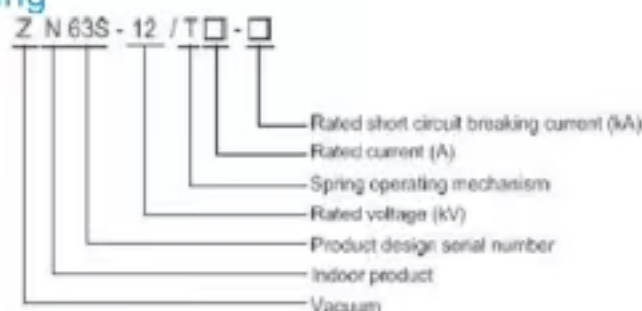 Z N 63S - 12 / T□ - □
Rated short circuit breaking current (kA)
Rated current (A)
Spring operating mechanism
Rated voltage (kV)
Product design serial number
Indoor product
Vacuum